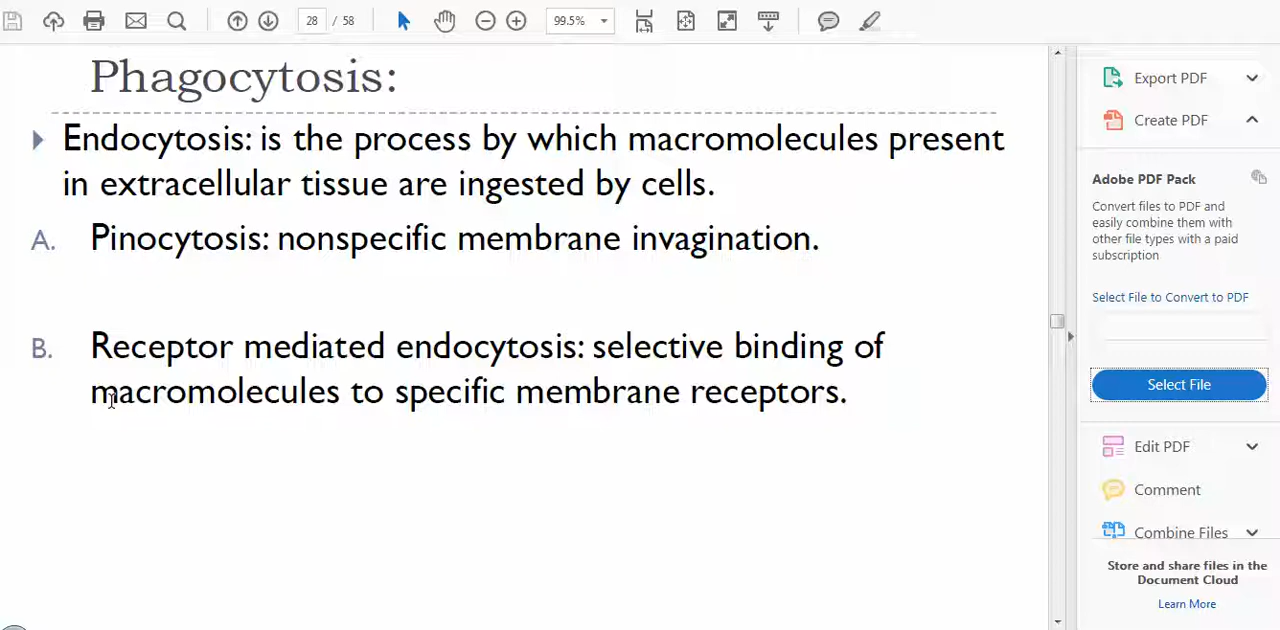 28 / 58
99.5%
Phagocytosis:
Endocytosis: is the process by which macromolecules present
in extracellular tissue are ingested by cells.
A. Pinocytosis: nonspecific membrane invagination.
B. Receptor mediated endocytosis: selective binding of
macromolecules to specific membrane receptors.
Export PDF
Create PDF
Adobe PDF Pack
Convert files to PDF and
easily combine them with
other file types with a paid
subscription
Select File to Convert to PDF
Select File
Edit PDF
Comment
Combine Files
Store and share files in the
Document Cloud
Learn More